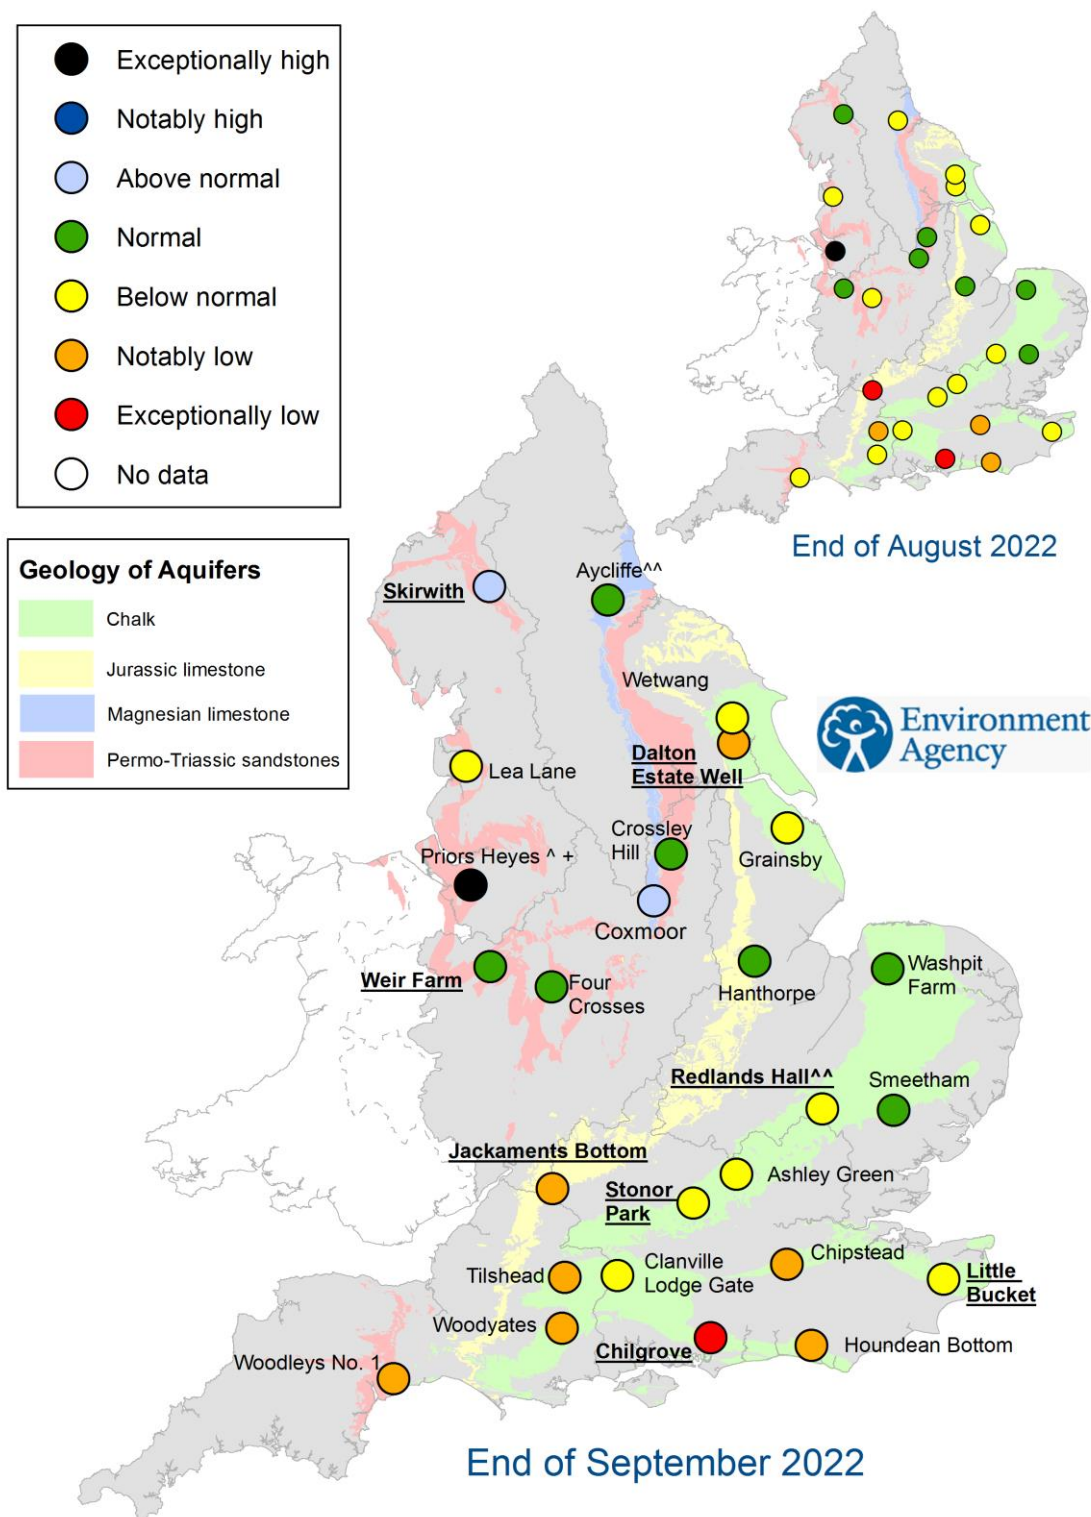 Exceptionally high
Notably high
Above normal
Normal
Below normal
Notably low
Exceptionally low
No data
End of August 2022
Geology of Aquifers
Chalk
Jurassic limestone
Magnesian limestone
Permo-Triassic sandstones
Environment
Agency
Skirwith
Aycliffe^^
Wetwang
Dalton
Estate Well
Lea Lane
Crossley
Hill
Grainsby
Priors Heyes ^ +
Coxmoor
Weir Farm
Four
Crosses
Hanthorpe
Washpit
Farm
Redlands Hall^^
Smeetham
Jackaments Bottom
Ashley Green
Stonor
Park
Tilshead
Clanville
Lodge Gate
Chipstead
Little
Bucket
Woodyates
Chilgrove
Houndean Bottom
Woodleys No. 1
End of September 2022